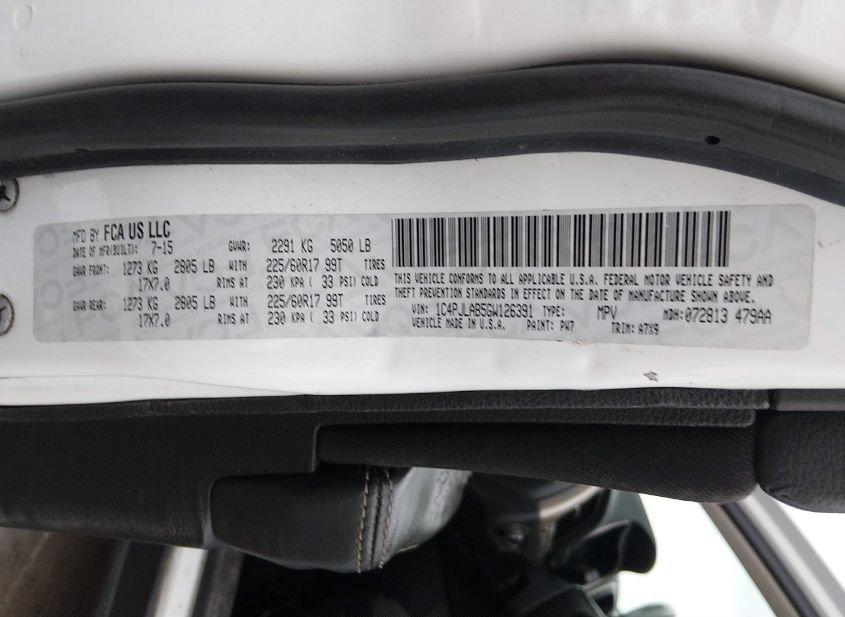 MFD BY FCA US LLC
DATE OF MFR(BUILT): 7-15 GVWR: 2291 KG 5050 LB
GAWR FRONT: 1273 KG 2805 LB WITH 225/60R17 99T TIRES
17X7.0 RIMS AT 230 KPA ( 33 PSI) COLD
GAWR REAR: 1273 KG 2805 LB WITH 225/60R17 99T TIRES
17X7.0 RIMS AT 230 KPA ( 33 PSI) COLD
THIS VEHICLE CONFORMS TO ALL APPLICABLE U.S.A. FEDERAL MOTOR VEHICLE SAFETY AND
THEFT PREVENTION STANDARDS IN EFFECT ON THE DATE OF MANUFACTURE SHOWN ABOVE.
VIN: 1C4PJLAB5GW126391 TYPE: MPV MDH: 072813 479AA
VEHICLE MADE IN U.S.A. PAINT: PW7 TRIM: A7X9